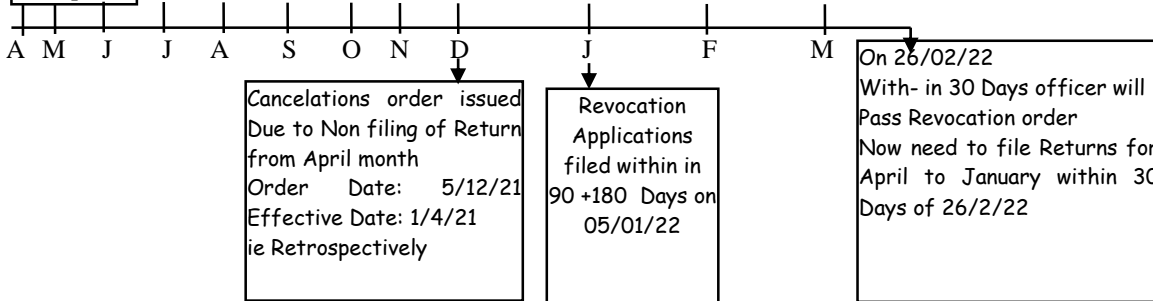 A M J J A S O N D J F M
Cancelations order issued
Due to Non filing of Return
from April month
Order Date: 5/12/21
Effective Date: 1/4/21
ie Retrospectively
Revocation
Applications
filed within in
90 +180 Days on
05/01/22
On 26/02/22
With- in 30 Days officer will
Pass Revocation order
Now need to file Returns for
April to January within 30
Days of 26/2/22